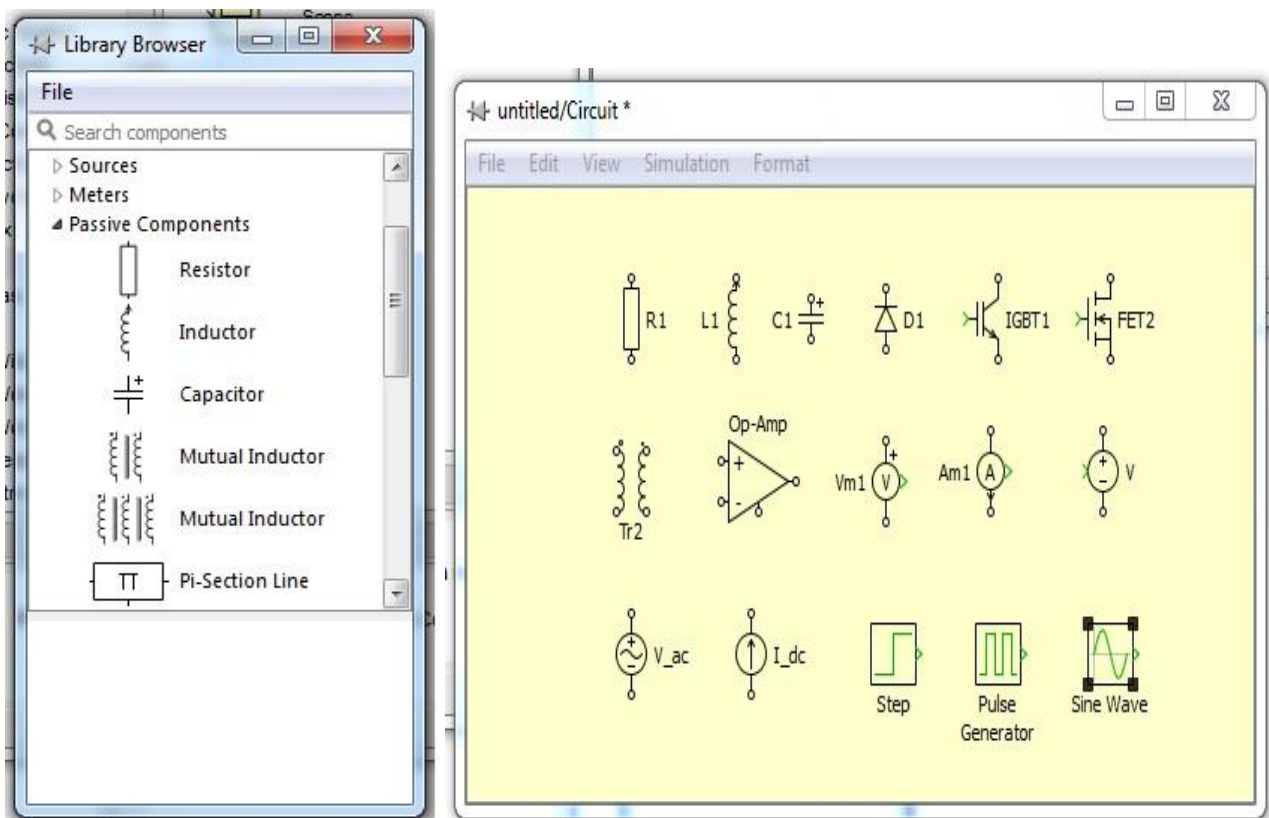 Library Browser
File
Search components
Sources
Meters
Passive Components
Resistor
Inductor
Capacitor
Mutual Inductor
Mutual Inductor
Pi-Section Line
untitled/Circuit *
File Edit View Simulation Format
R1 L1 C1 D1 IGBT1 FET2
Op-Amp
Vm1 V Am1 A V
Tr2
V_ac I_dc
Step Pulse Sine Wave
Generator